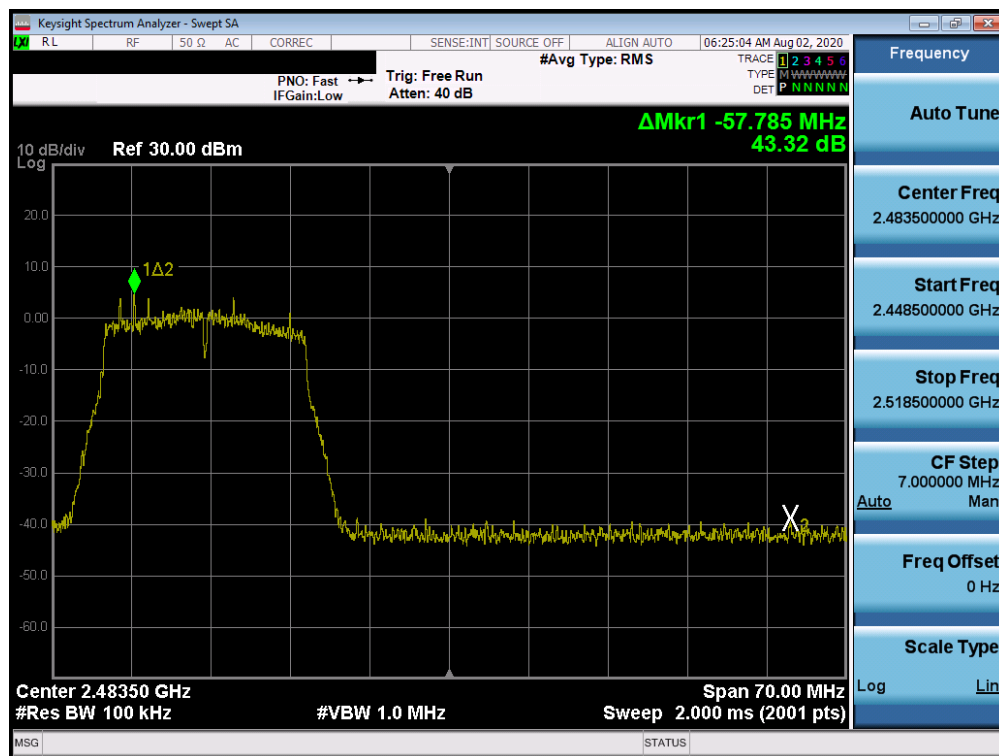 Keysight Spectrum Analyzer - Swept SA
LXI RL RF 50 Ω AC CORREC SENSE:INT SOURCE OFF ALIGN AUTO 06:25:04 AM Aug 02, 2020
PNO: Fast
IFGain:Low
Trig: Free Run
Atten: 40 dB
#Avg Type: RMS
TRACE 1 2 3 4 5 6
TYPE M W W W W W
DET P N N N N N
ΔMkr1 -57.785 MHz
43.32 dB
10 dB/div Ref 30.00 dBm
Log
20.0
10.0
0.00
-10.0
-20.0
-30.0
-40.0
-50.0
-60.0
1Δ2
X2
Center 2.48350 GHz Span 70.00 MHz
#Res BW 100 kHz #VBW 1.0 MHz Sweep 2.000 ms (2001 pts)
MSG STATUS
Frequency
Auto Tune
Center Freq
2.483500000 GHz
Start Freq
2.448500000 GHz
Stop Freq
2.518500000 GHz
CF Step
7.000000 MHz
Auto Man
Freq Offset
0 Hz
Scale Type
Log Lin